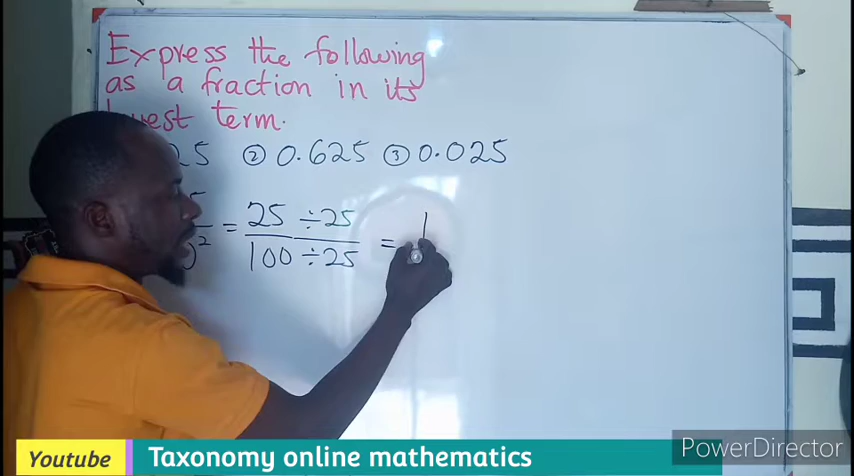 Express the following
as a fraction in its
term.
25 ② 0.625 ③ 0.025
= 25 ÷25 / 100 ÷25 = 1
Youtube Taxonomy online mathematics
PowerDirector